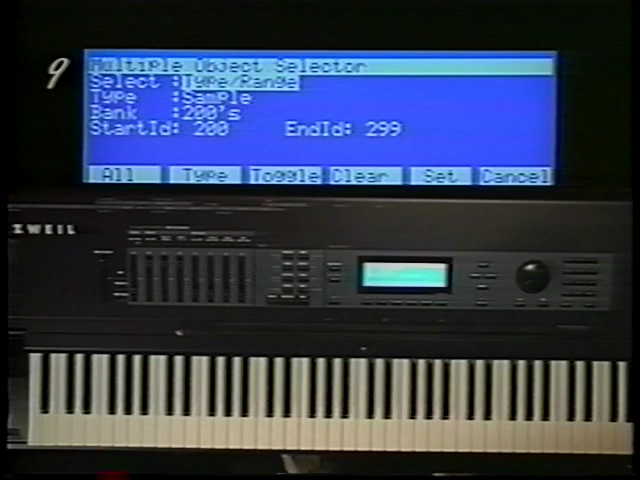 9
Multiple Object Selector
Select :Type/Range
Type :Sample
Bank :200's
StartId: 200 EndId: 299
All Type Toggle Clear Set Cancel
ZWEIL